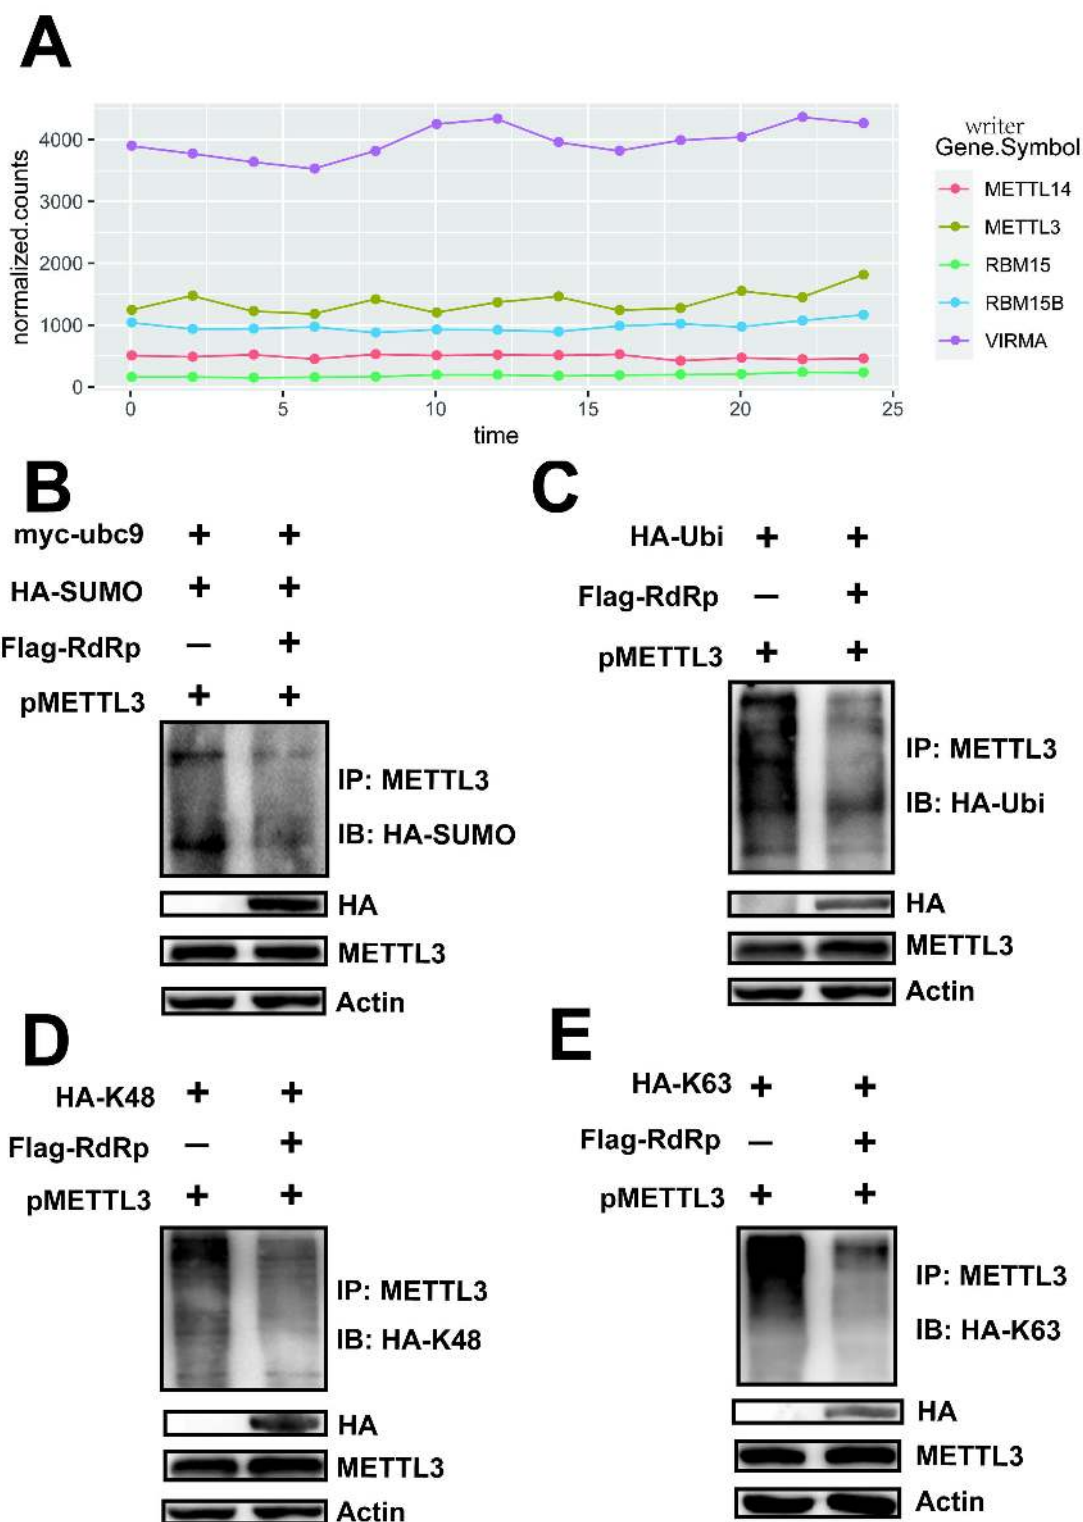 A
4000
3000
2000
1000
0
normalized.counts
0 5 10 15 20 25
time
writer
Gene.Symbol
METTL14
METTL3
RBM15
RBM15B
VIRMA
B
myc-ubc9 + +
HA-SUMO + +
Flag-RdRp − +
pMETTL3 + +
IP: METTL3
IB: HA-SUMO
HA
METTL3
Actin
C
HA-Ubi + +
Flag-RdRp − +
pMETTL3 + +
IP: METTL3
IB: HA-Ubi
HA
METTL3
Actin
D
HA-K48 + +
Flag-RdRp − +
pMETTL3 + +
IP: METTL3
IB: HA-K48
HA
METTL3
Actin
E
HA-K63 + +
Flag-RdRp − +
pMETTL3 + +
IP: METTL3
IB: HA-K63
HA
METTL3
Actin